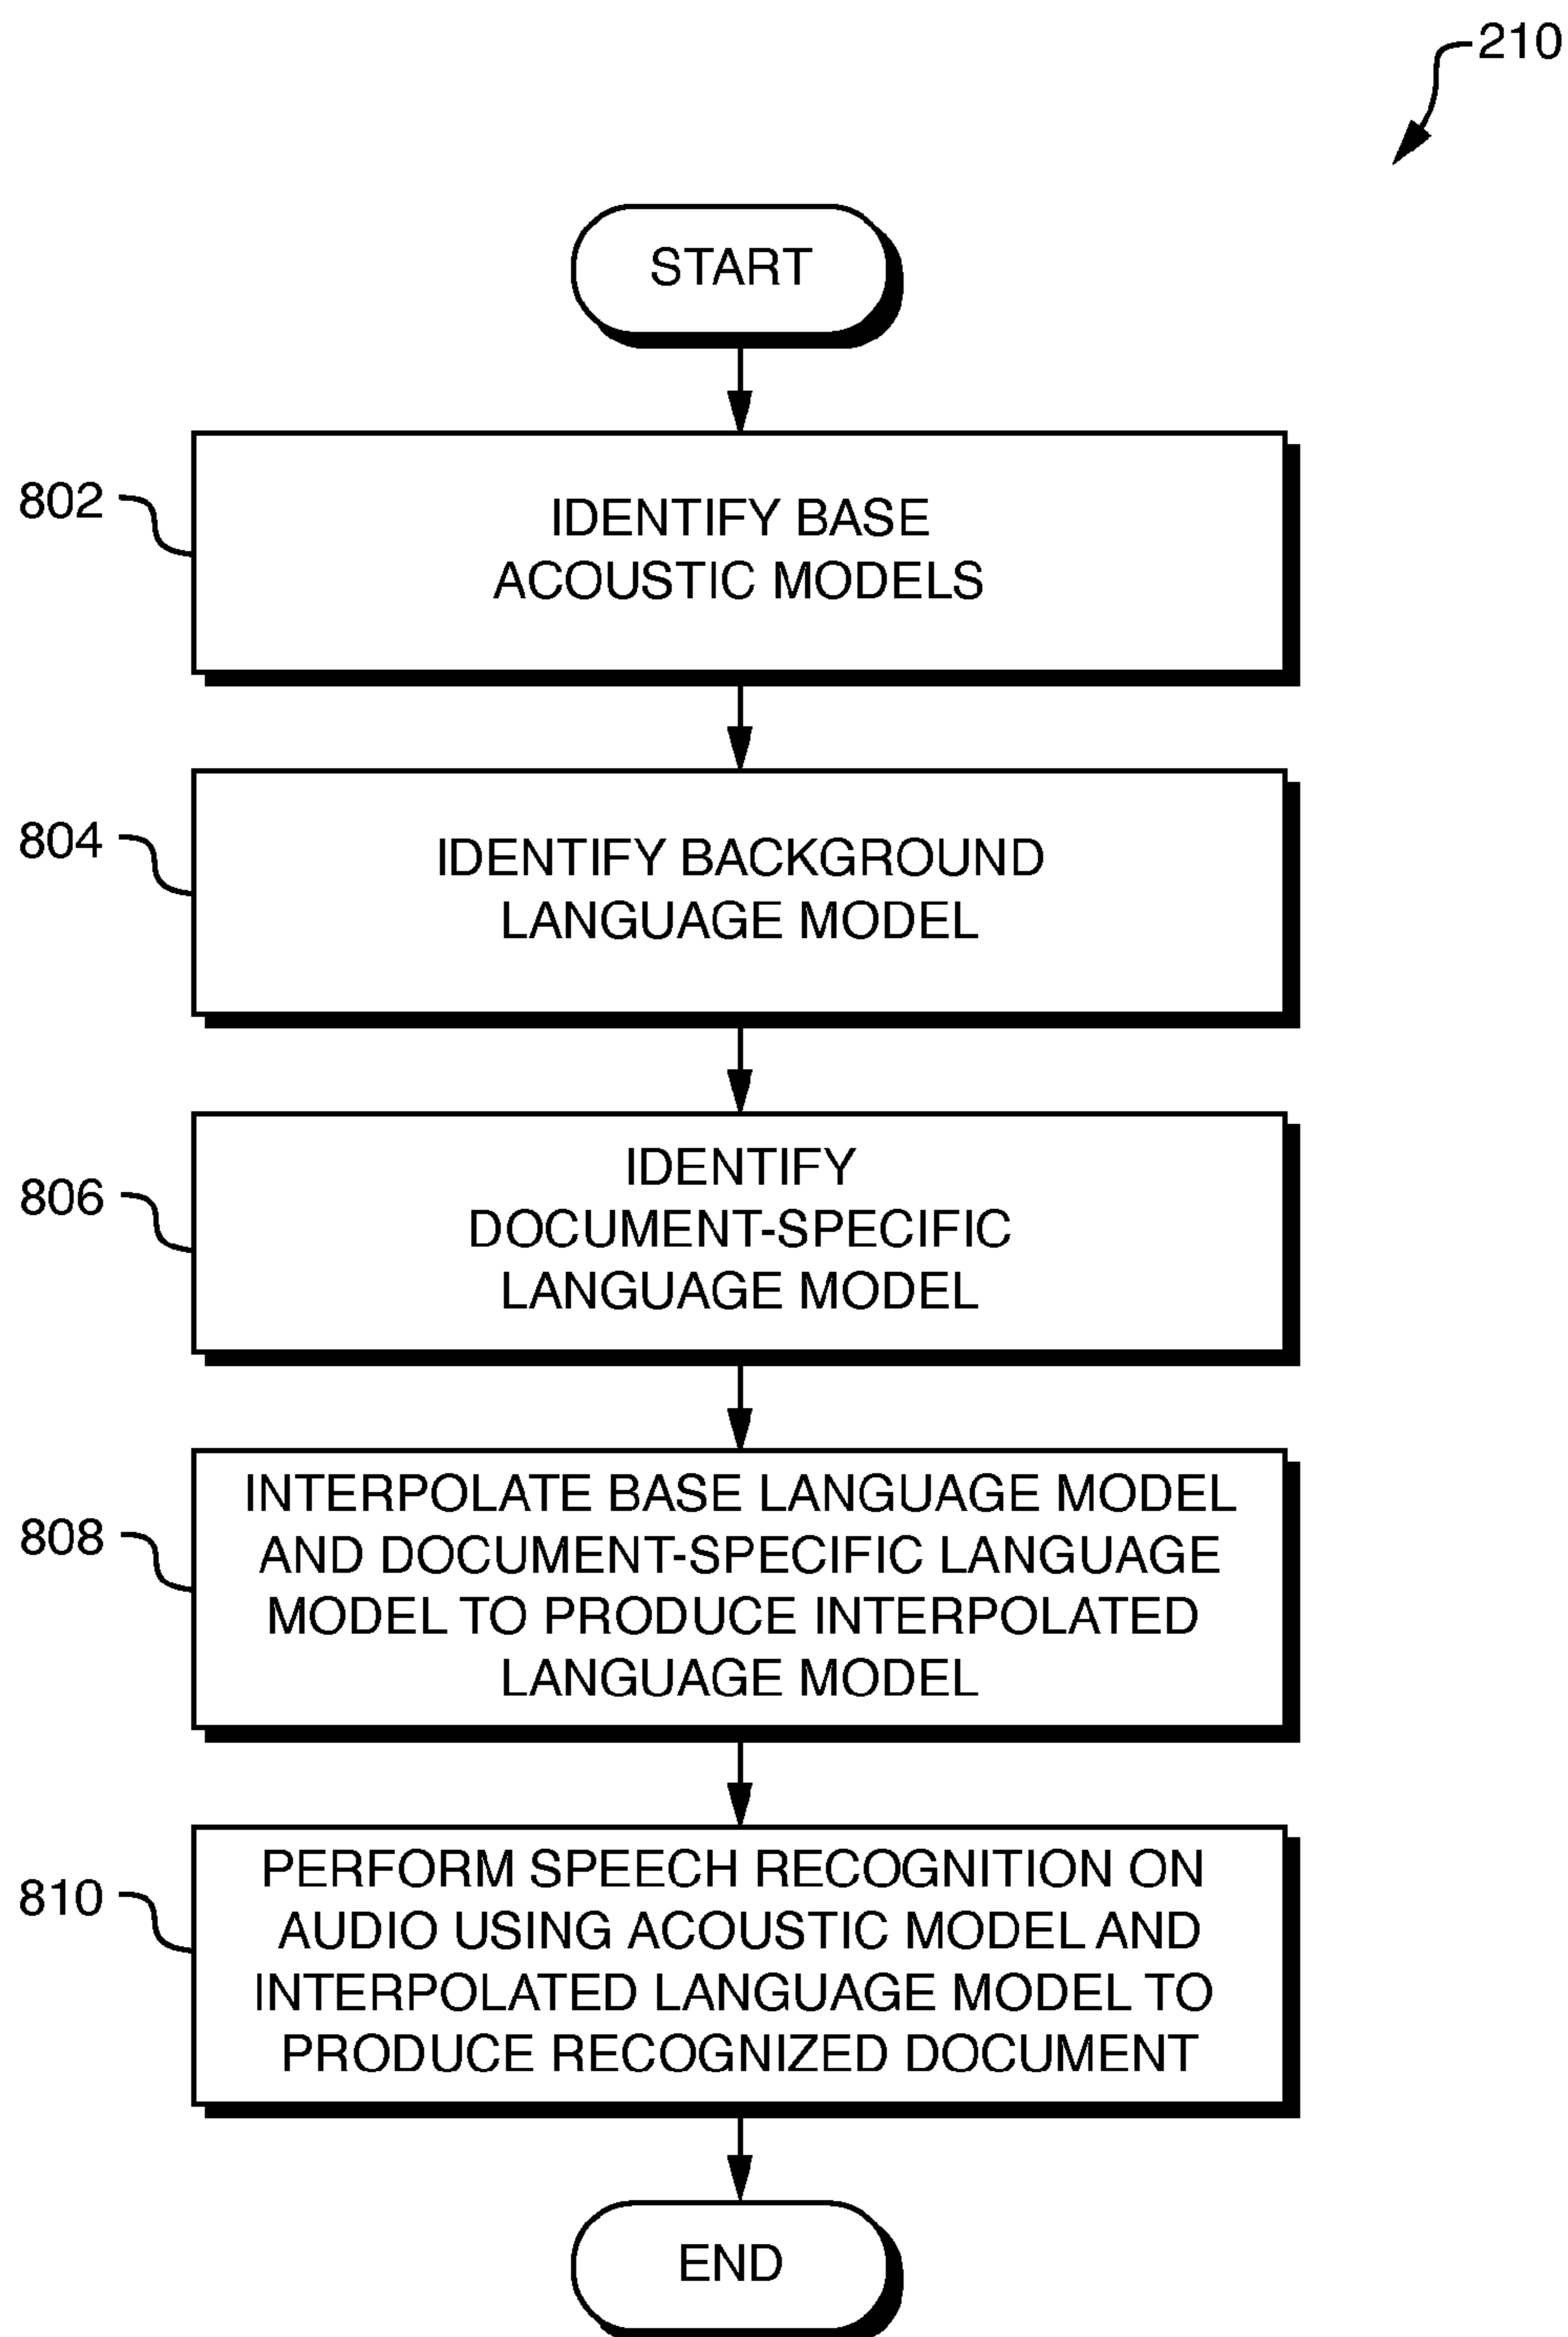 210
START
802
IDENTIFY BASE
ACOUSTIC MODELS
804
IDENTIFY BACKGROUND
LANGUAGE MODEL
806
IDENTIFY
DOCUMENT-SPECIFIC
LANGUAGE MODEL
808
INTERPOLATE BASE LANGUAGE MODEL
AND DOCUMENT-SPECIFIC LANGUAGE
MODEL TO PRODUCE INTERPOLATED
LANGUAGE MODEL
810
PERFORM SPEECH RECOGNITION ON
AUDIO USING ACOUSTIC MODEL AND
INTERPOLATED LANGUAGE MODEL TO
PRODUCE RECOGNIZED DOCUMENT
END